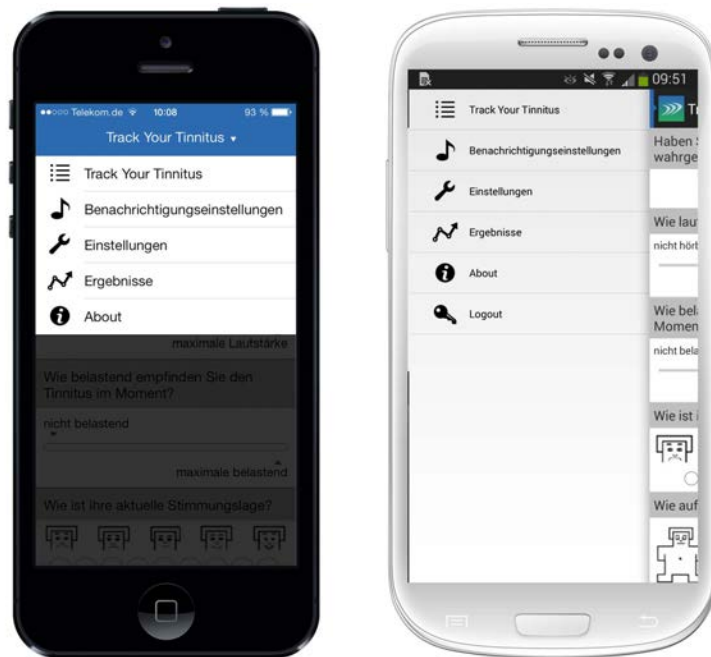 Telekom.de 10:08 93 %
Track Your Tinnitus
Track Your Tinnitus
Benachrichtigungseinstellungen
Einstellungen
Ergebnisse
About
maximale Lautstärke
Wie belastend empfinden Sie den
Tinnitus im Moment?
nicht belastend
maximale belastend
Wie ist ihre aktuelle Stimmungslage?
09:51
Track Your Tinnitus
Benachrichtigungseinstellungen
Einstellungen
Ergebnisse
About
Logout
Haben
wahrge
Wie lau
nicht hör
Wie bel
Momen
nicht bela
Wie ist i
Wie auf